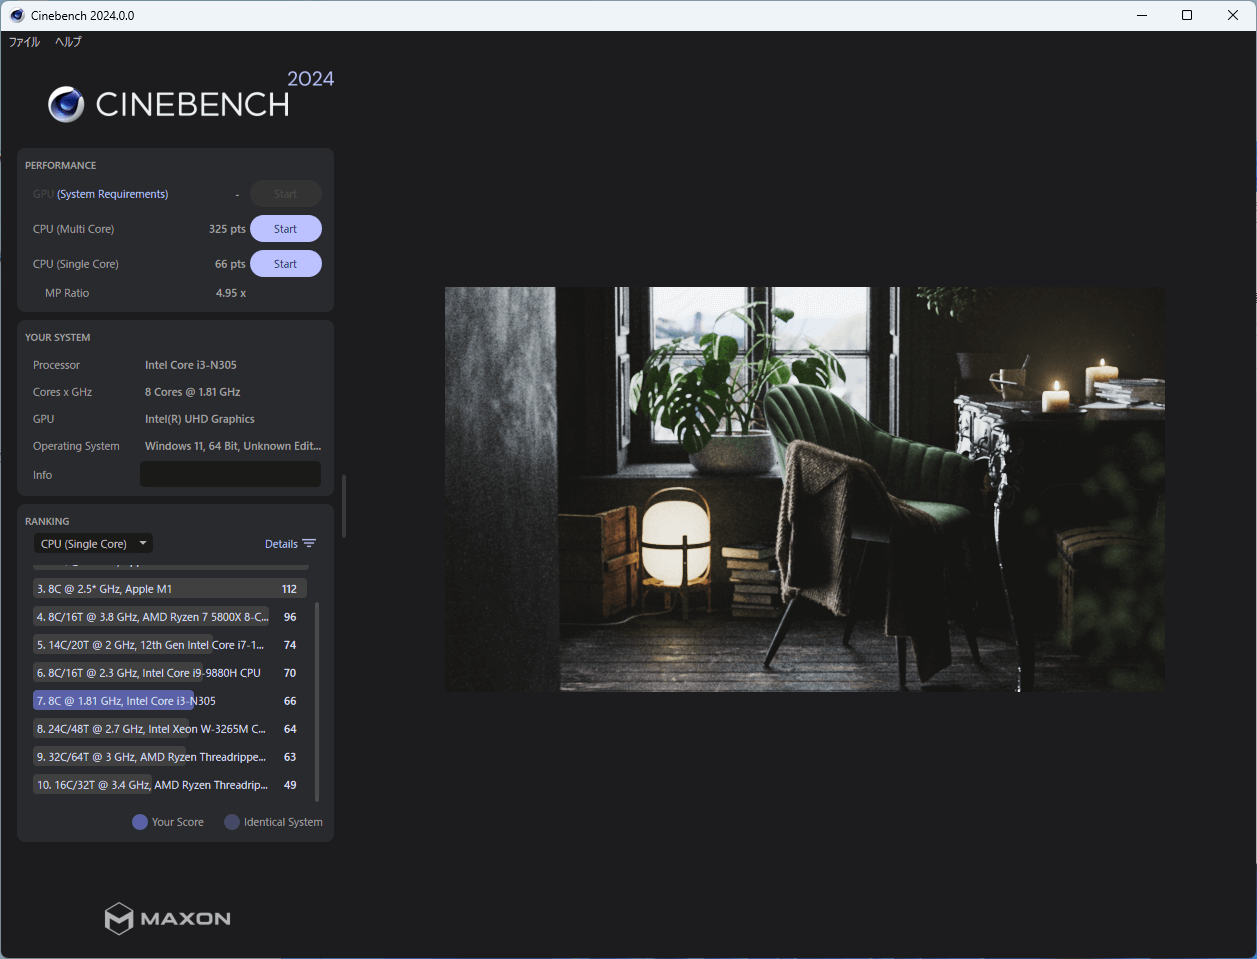 Cinebench 2024.0.0
ファイル ヘルプ
CINEBENCH 2024
PERFORMANCE
GPU (System Requirements) - Start
CPU (Multi Core) 325 pts Start
CPU (Single Core) 66 pts Start
MP Ratio 4.95 x
YOUR SYSTEM
Processor Intel Core i3-N305
Cores x GHz 8 Cores @ 1.81 GHz
GPU Intel(R) UHD Graphics
Operating System Windows 11, 64 Bit, Unknown Edit...
Info
RANKING
CPU (Single Core) Details
3. 8C @ 2.5* GHz, Apple M1 112
4. 8C/16T @ 3.8 GHz, AMD Ryzen 7 5800X 8-C... 96
5. 14C/20T @ 2 GHz, 12th Gen Intel Core i7-1... 74
6. 8C/16T @ 2.3 GHz, Intel Core i9-9880H CPU 70
7. 8C @ 1.81 GHz, Intel Core i3-N305 66
8. 24C/48T @ 2.7 GHz, Intel Xeon W-3265M C... 64
9. 32C/64T @ 3 GHz, AMD Ryzen Threadrippe... 63
10. 16C/32T @ 3.4 GHz, AMD Ryzen Threadrip... 49
Your Score Identical System
MAXON